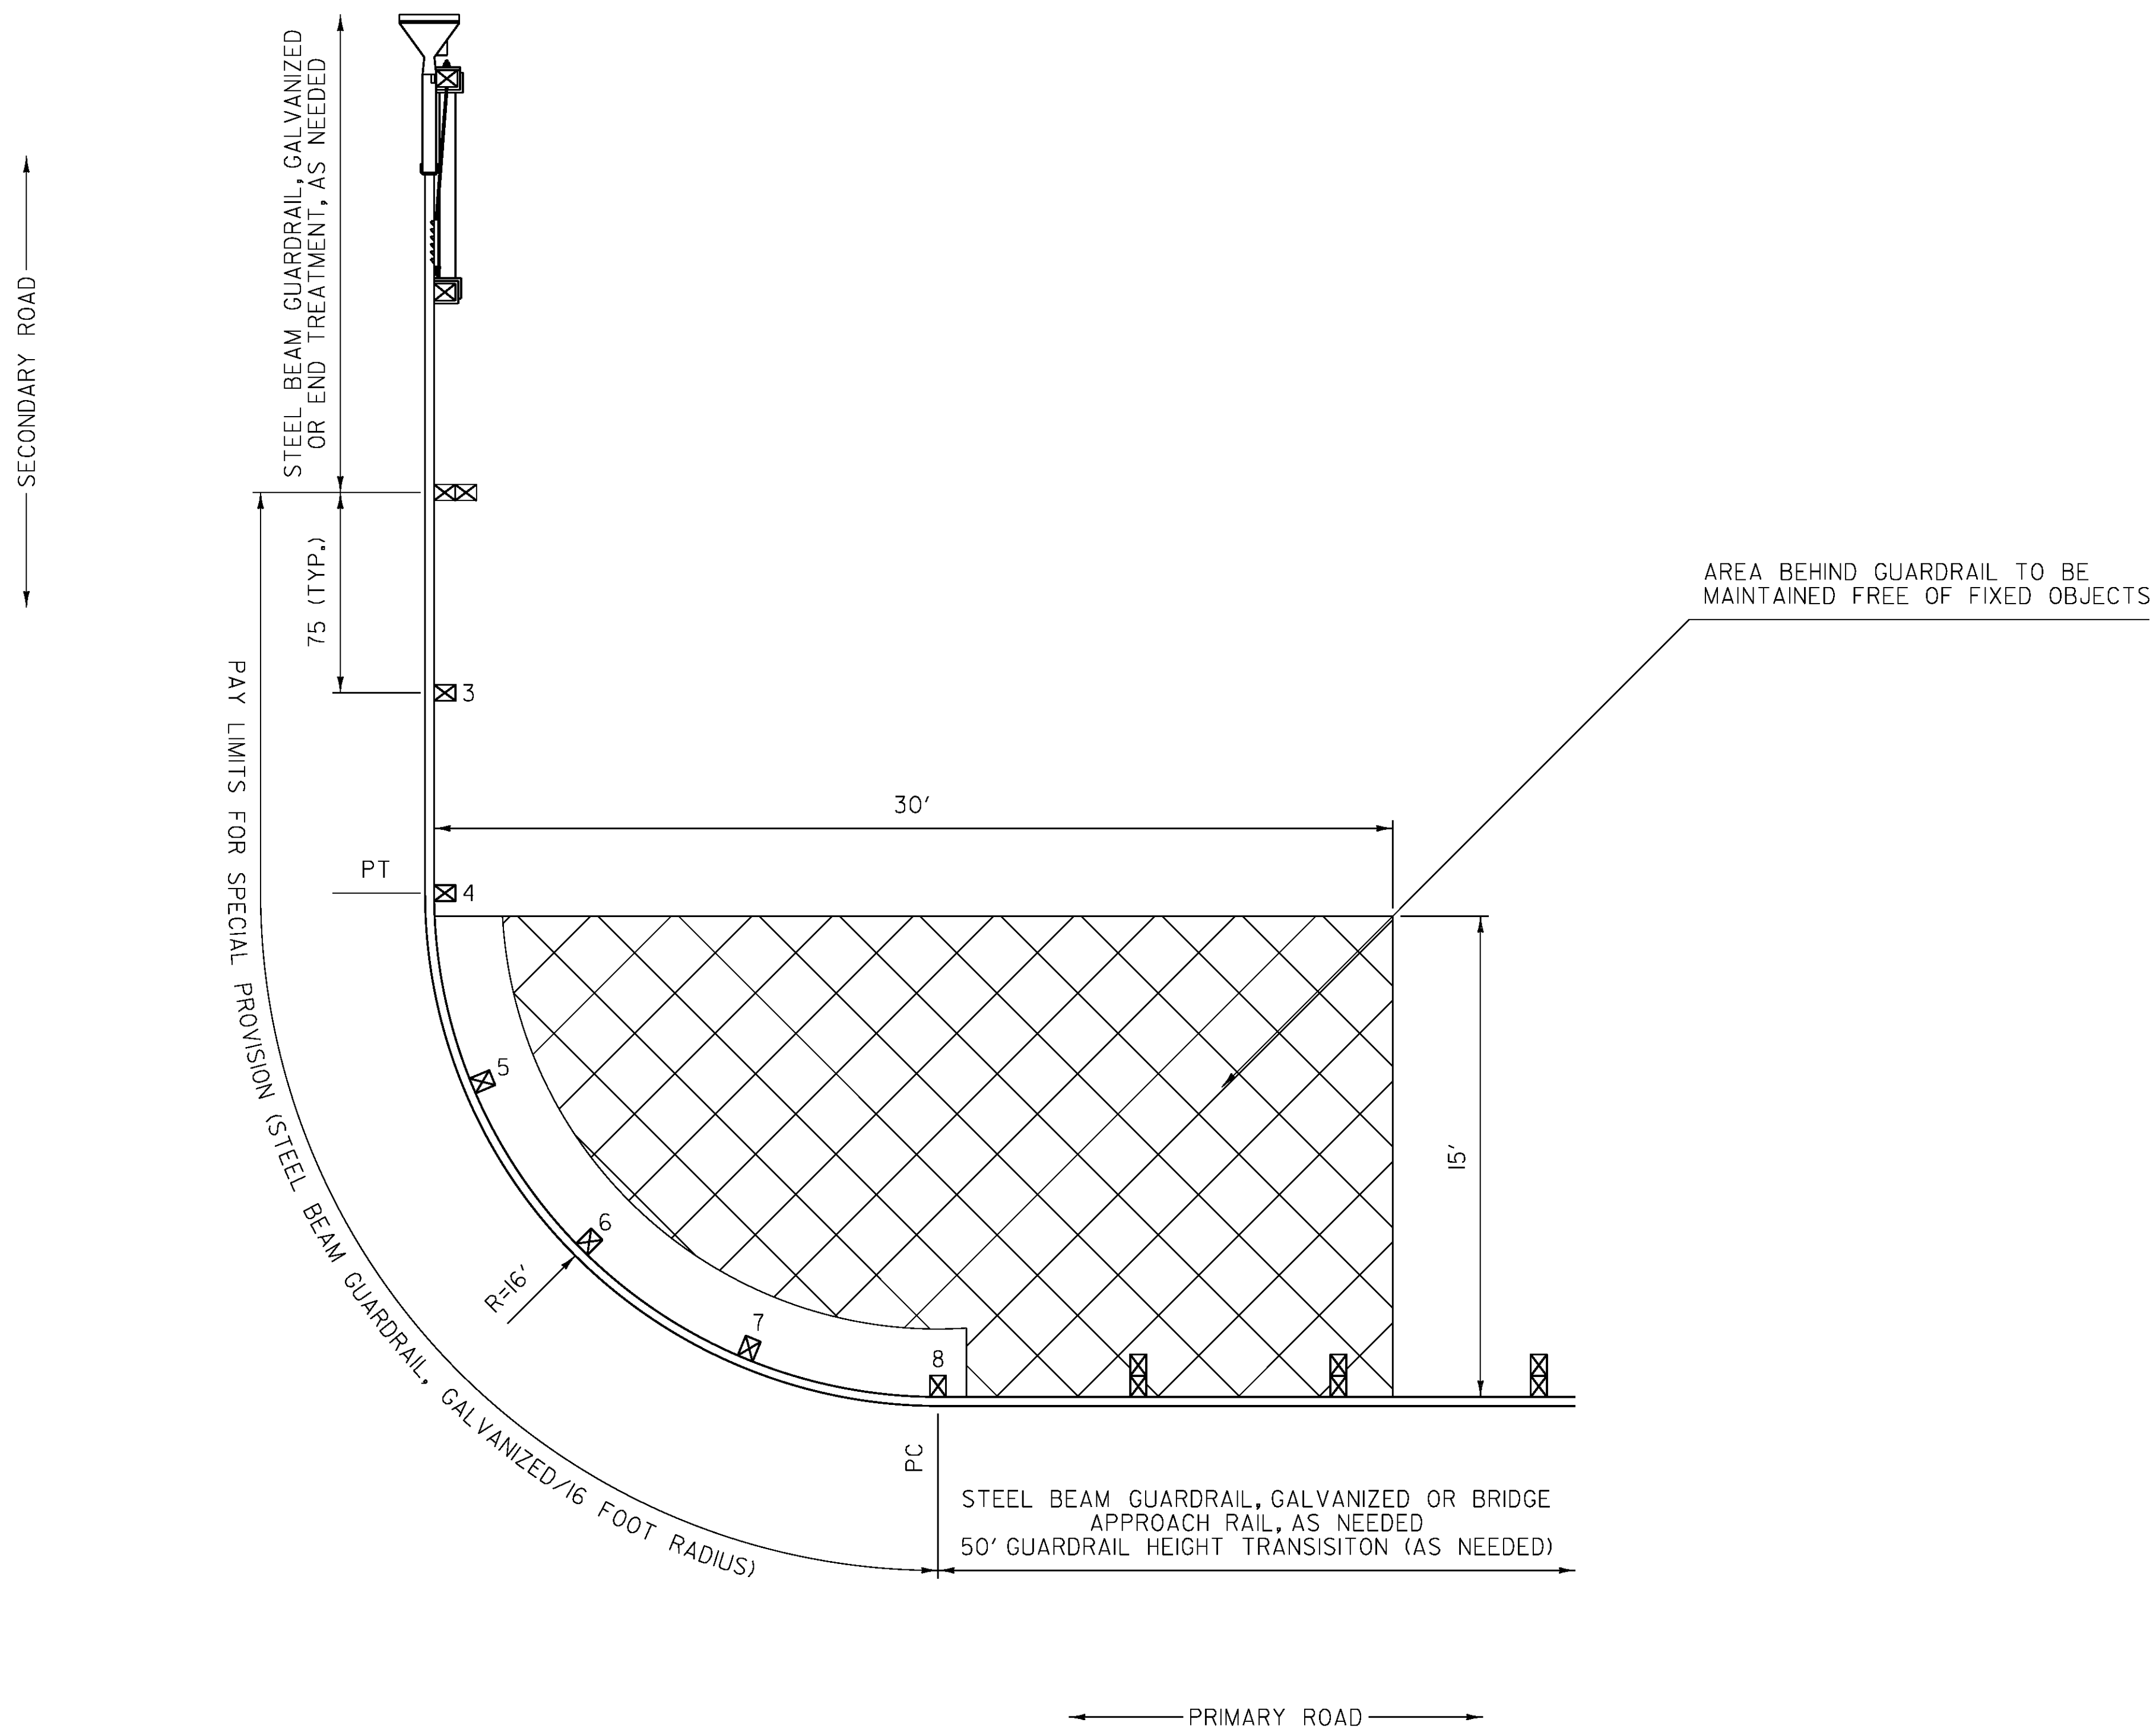 STEEL BEAM GUARDRAIL, GALVANIZED
OR END TREATMENT, AS NEEDED
SECONDARY ROAD
75 (TYP.)
3
AREA BEHIND GUARDRAIL TO BE
MAINTAINED FREE OF FIXED OBJECTS
30'
PT
4
PAY LIMITS FOR SPECIAL PROVISION (STEEL BEAM GUARDRAIL, GALVANIZED/16 FOOT RADIUS)
5
15'
6
R=16'
7
8
PC
STEEL BEAM GUARDRAIL, GALVANIZED OR BRIDGE
APPROACH RAIL, AS NEEDED
50' GUARDRAIL HEIGHT TRANSISITON (AS NEEDED)
PRIMARY ROAD